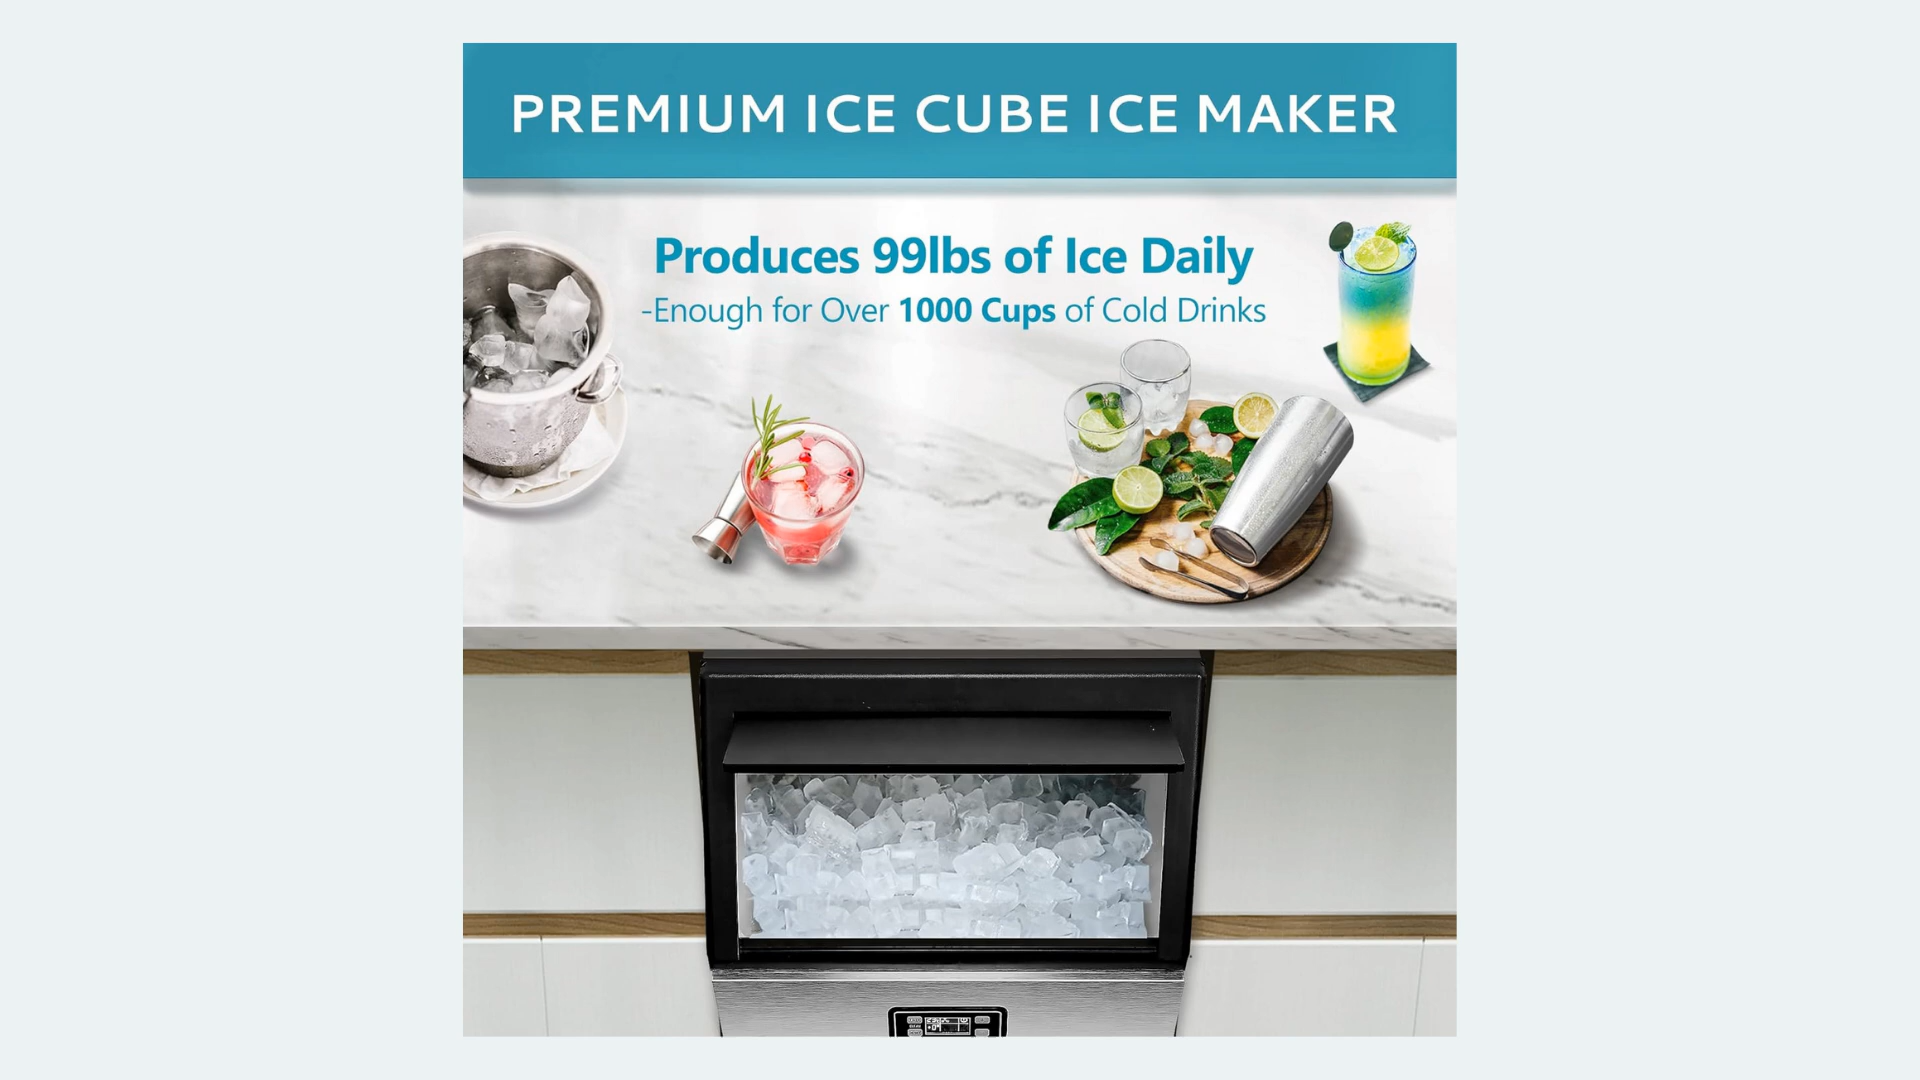 PREMIUM ICE CUBE ICE MAKER
Produces 99lbs of Ice Daily
-Enough for Over 1000 Cups of Cold Drinks